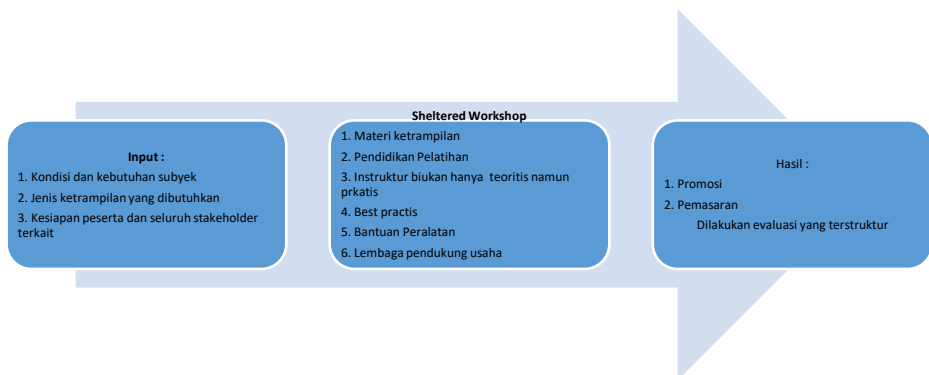 Input :
1. Kondisi dan kebutuhan subyek
2. Jenis ketrampilan yang dibutuhkan
3. Kesiapan peserta dan seluruh stakeholder
terkait
Sheltered Workshop
1. Materi ketrampilan
2. Pendidikan Pelatihan
3. Instruktur biukan hanya teoritis namun
prkatis
4. Best practis
5. Bantuan Peralatan
6. Lembaga pendukung usaha
Hasil :
1. Promosi
2. Pemasaran
Dilakukan evaluasi yang terstruktur